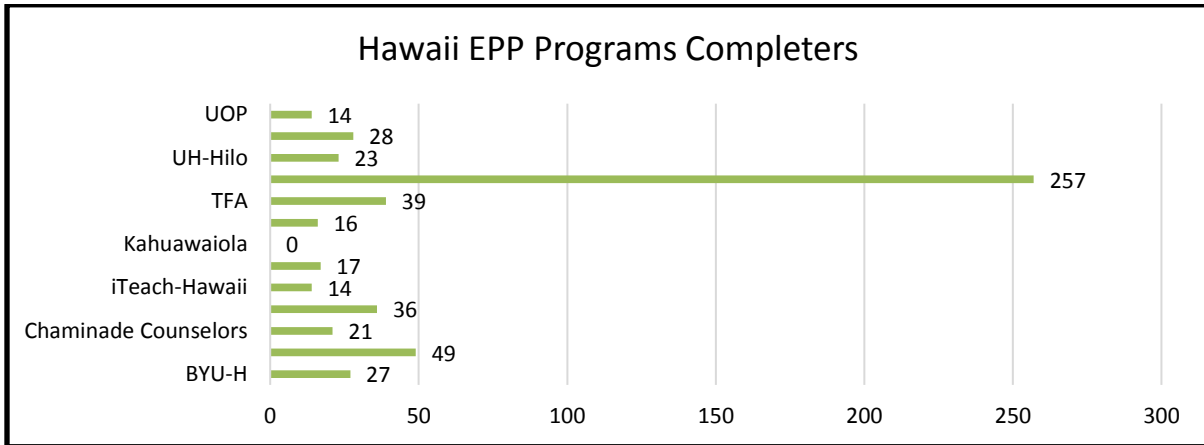 Hawaii EPP Programs Completers
UOP 14
28
UH-Hilo 23
257
TFA 39
16
Kahuawaiola 0
17
iTeach-Hawaii 14
36
Chaminade Counselors 21
49
BYU-H 27
0 50 100 150 200 250 300